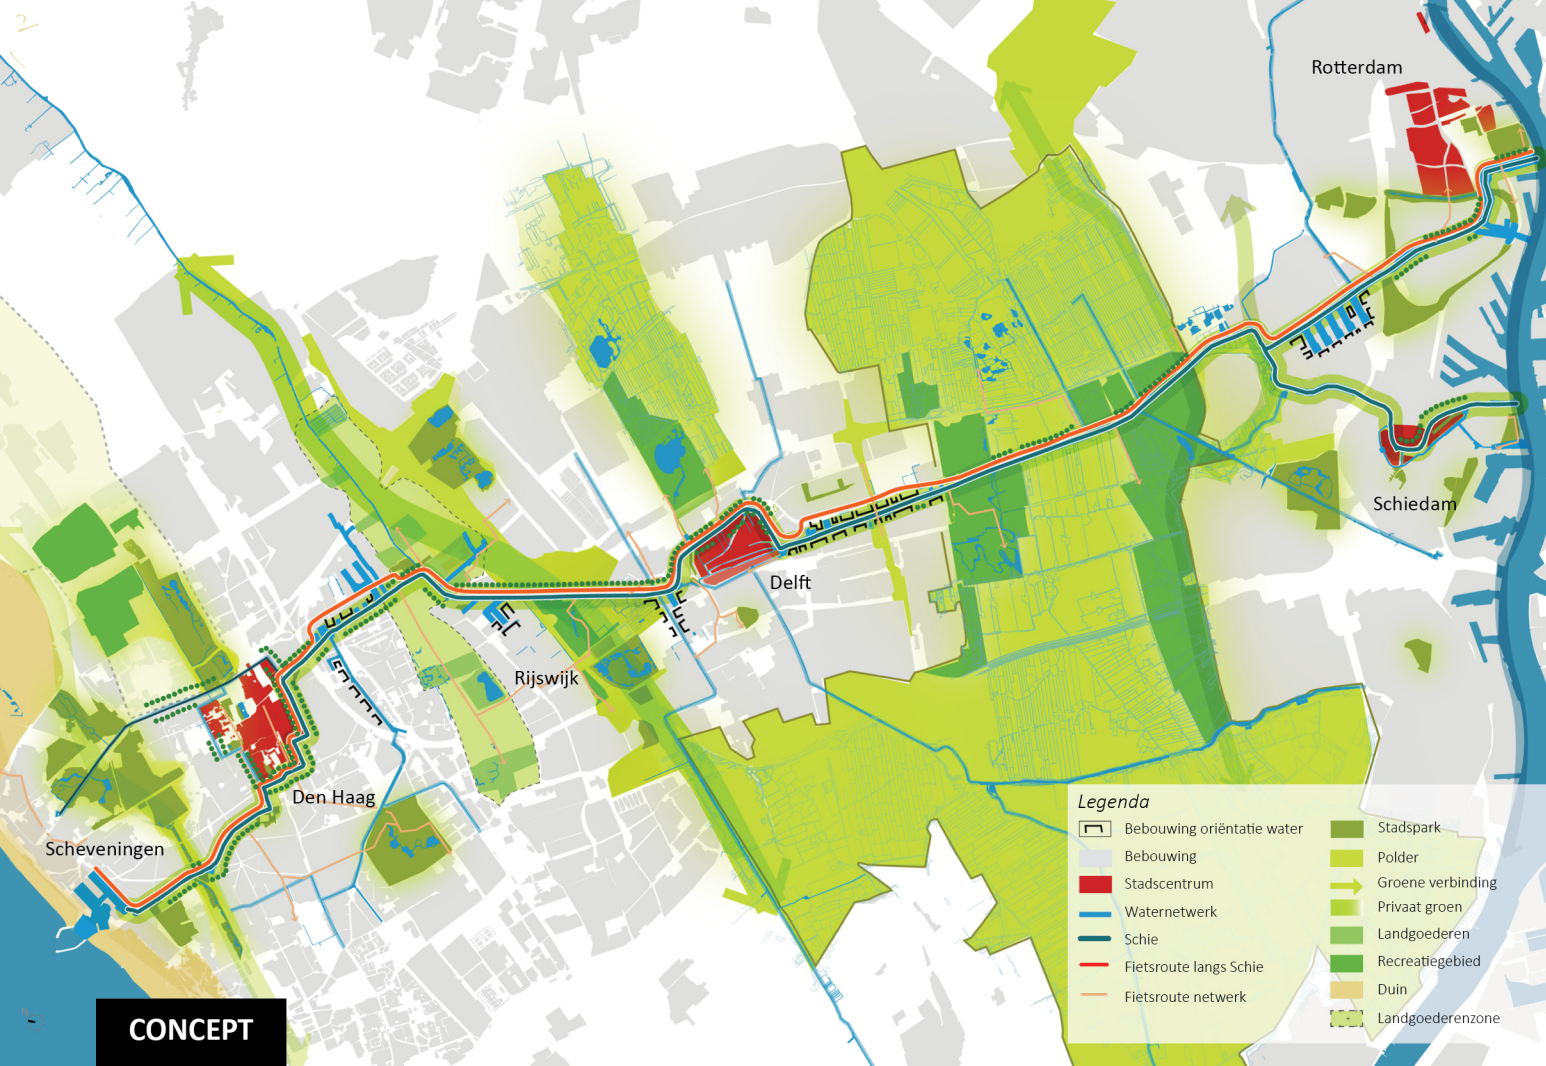 Rotterdam
Schiedam
Delft
Rijswijk
Den Haag
Scheveningen
N
CONCEPT
Legenda
Bebouwing oriëntatie water
Bebouwing
Stadscentrum
Waternetwerk
Schie
Fietsroute langs Schie
Fietsroute netwerk
Stadspark
Polder
Groene verbinding
Privaat groen
Landgoederen
Recreatiegebied
Duin
Landgoederenzone